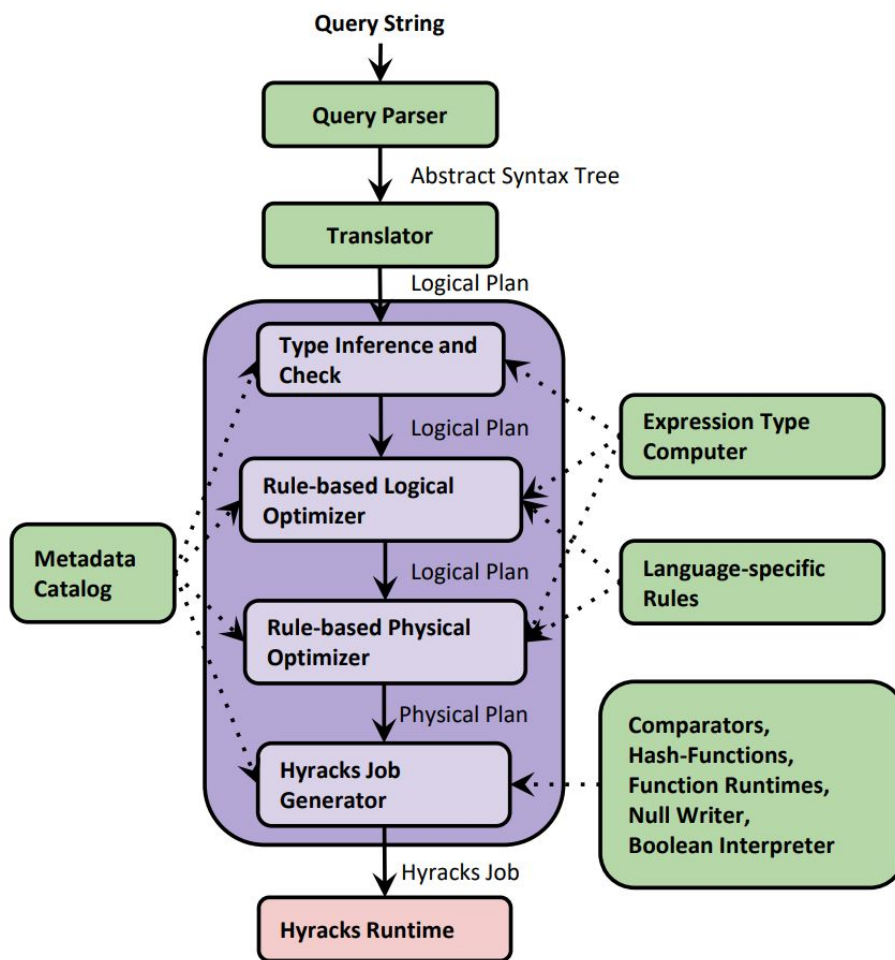 Query String
Query Parser
Abstract Syntax Tree
Translator
Logical Plan
Type Inference and
Check
Logical Plan
Expression Type
Computer
Rule-based Logical
Optimizer
Metadata
Catalog
Logical Plan
Language-specific
Rules
Rule-based Physical
Optimizer
Physical Plan
Comparators,
Hash-Functions,
Function Runtimes,
Null Writer,
Boolean Interpreter
Hyracks Job
Generator
Hyracks Job
Hyracks Runtime